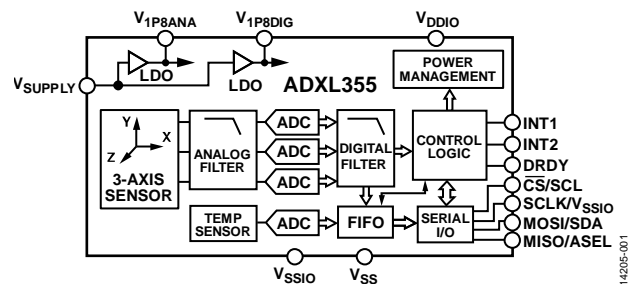 V1P8ANA
V1P8DIG
VDDIO
VSUPPLY
LDO
LDO
ADXL355
POWER
MANAGEMENT
Y
X
Z
3-AXIS
SENSOR
ANALOG
FILTER
ADC
ADC
ADC
DIGITAL
FILTER
CONTROL
LOGIC
INT1
INT2
DRDY
CS/SCL
SCLK/VSSIO
MOSI/SDA
MISO/ASEL
TEMP
SENSOR
ADC
FIFO
SERIAL
I/O
VSSIO
VSS
14205-001